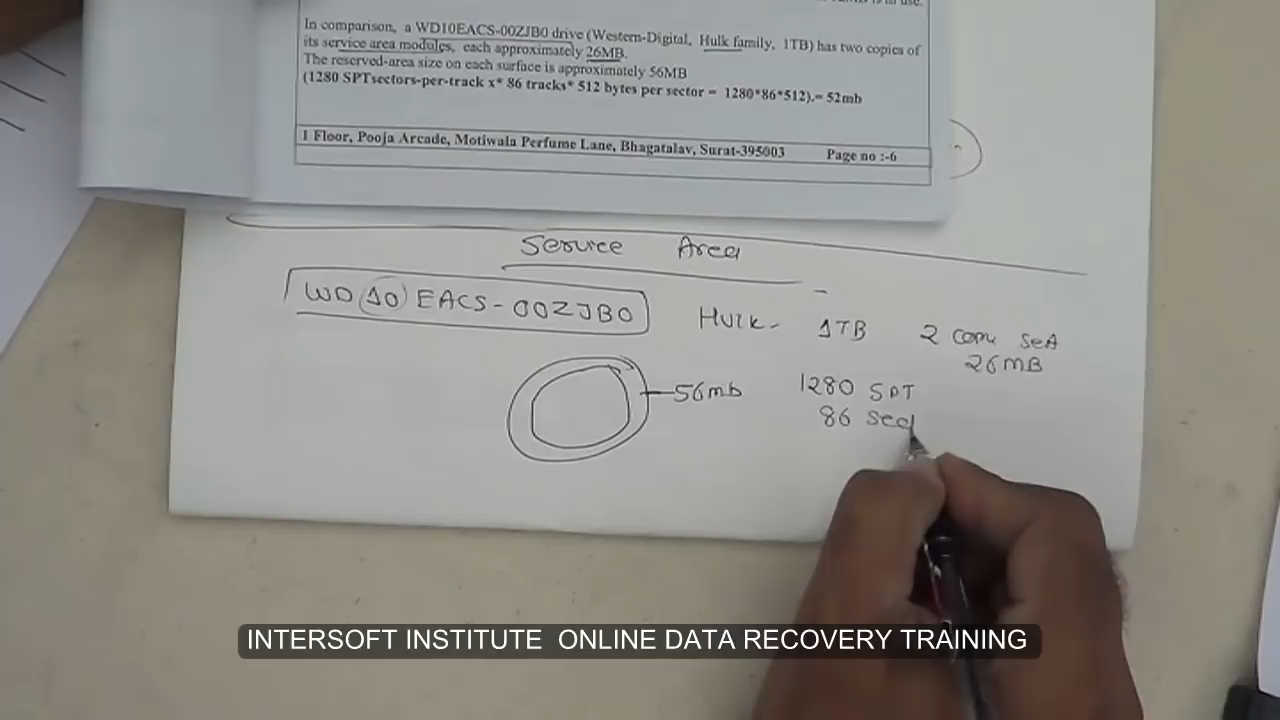 In comparison, a WD10EACS-00ZJB0 drive (Western-Digital, Hulk family, 1TB) has two copies of
its service area modules, each approximately 26MB.
The reserved-area size on each surface is approximately 56MB
(1280 SPTsectors-per-track x* 86 tracks* 512 bytes per sector = 1280*86*512).= 52mb
1 Floor, Pooja Arcade, Motiwala Perfume Lane, Bhagatalav, Surat-395003 Page no :-6
Service Area
WD 10 EACS-00ZJB0 Hulk- 1TB 2 copy SeA
26MB
56mb 1280 SPT
86 Sec
INTERSOFT INSTITUTE ONLINE DATA RECOVERY TRAINING